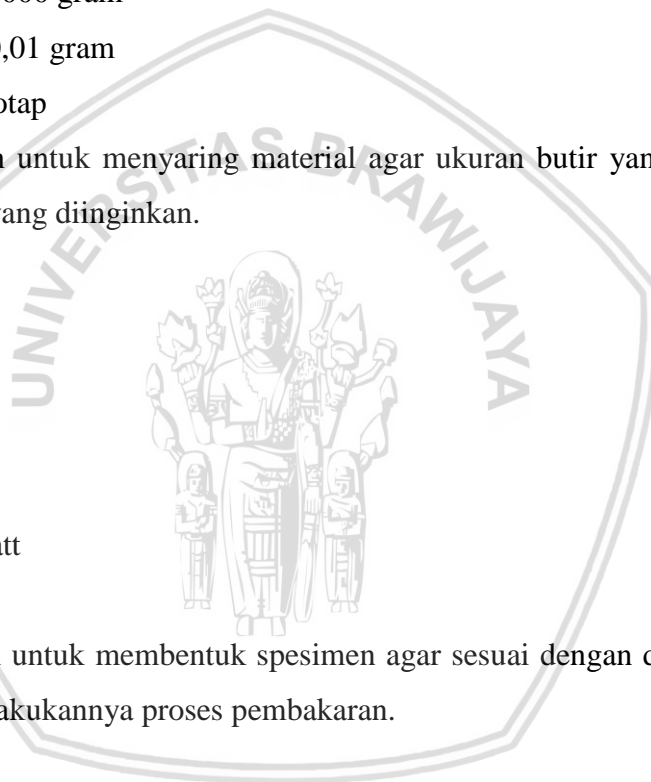 000 gram
0,01 gram
otap
untuk menyaring material agar ukuran butir yan
yang diinginkan.
UNIVERSITAS BRAWIJAYA
att
untuk membentuk spesimen agar sesuai dengan
akukannya proses pembakaran.